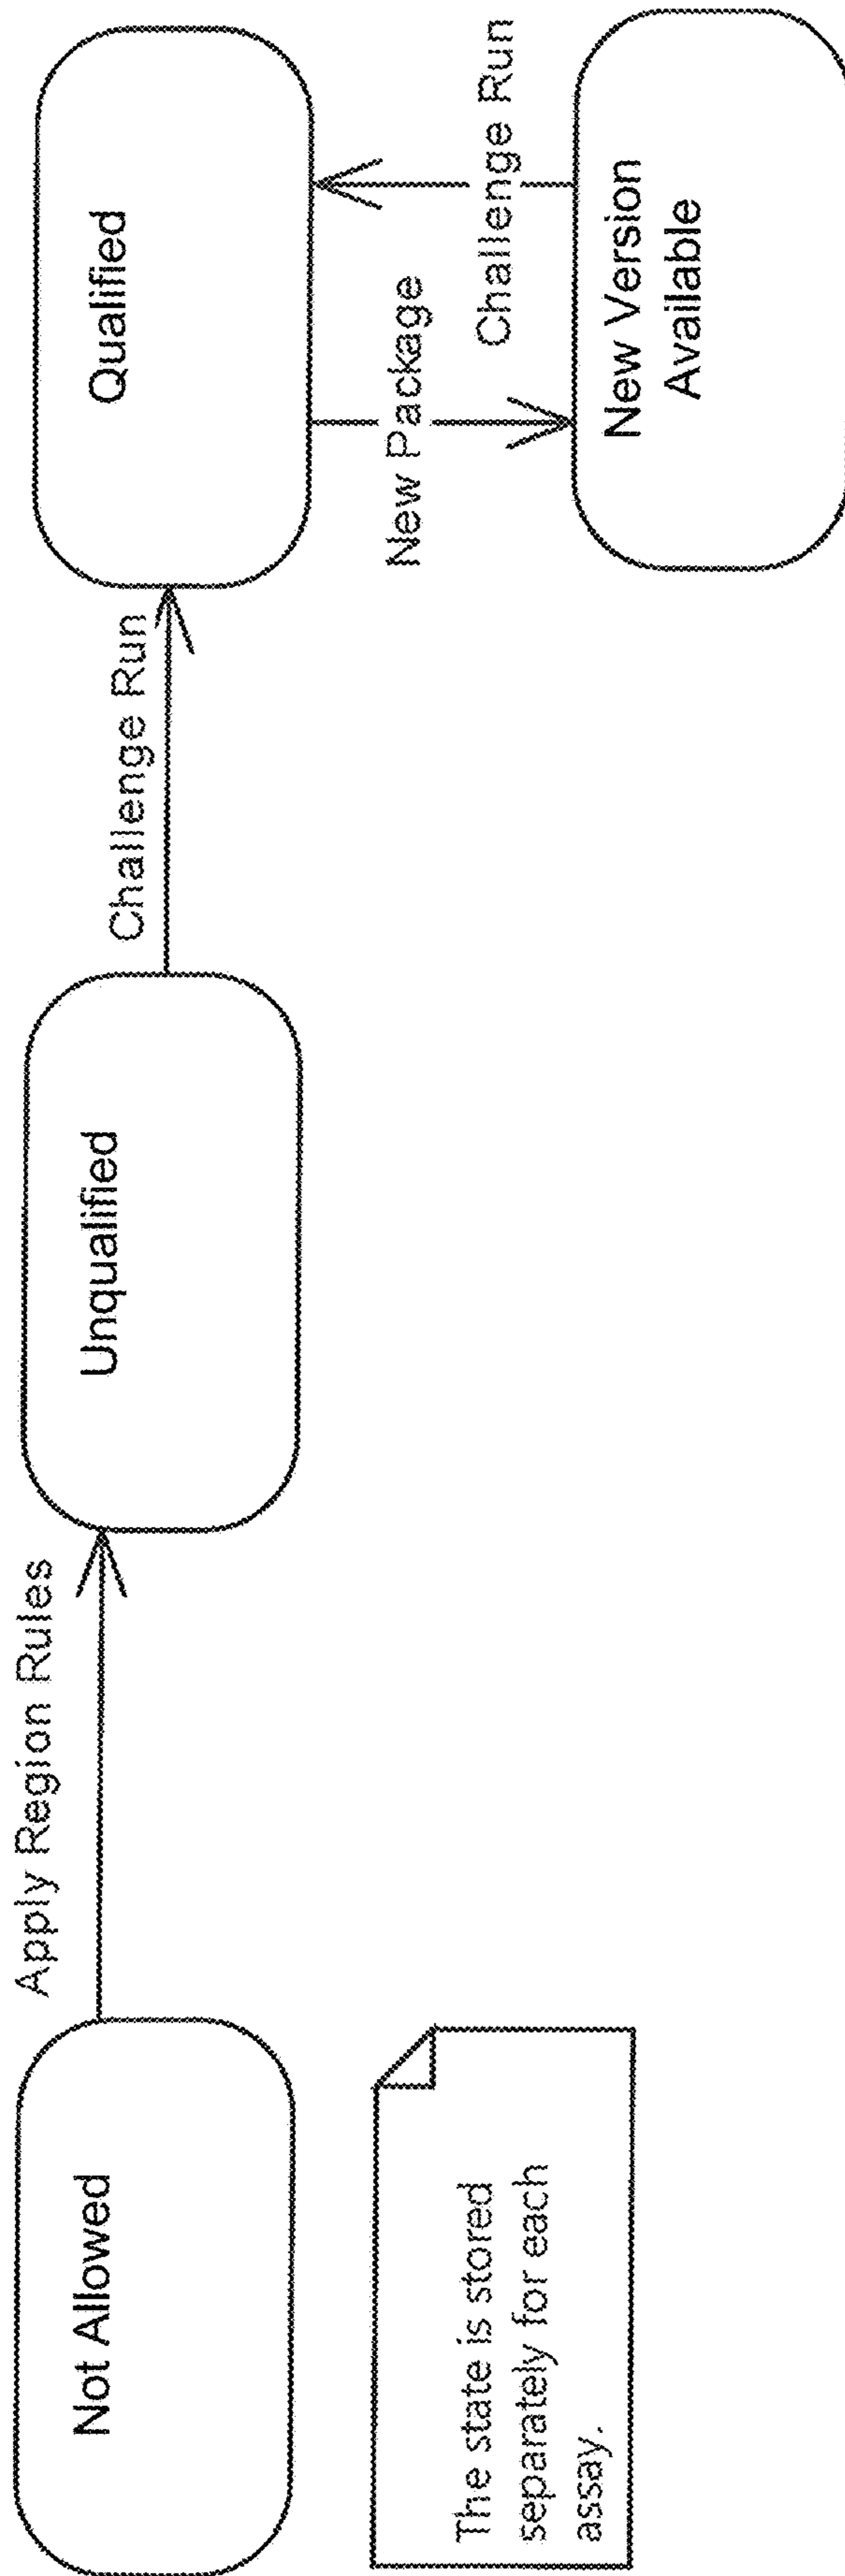 Not Allowed
Apply Region Rules
Unqualified
Challenge Run
Qualified
New Package
Challenge Run
New Version
Available
The state is stored
separately for each
assay.